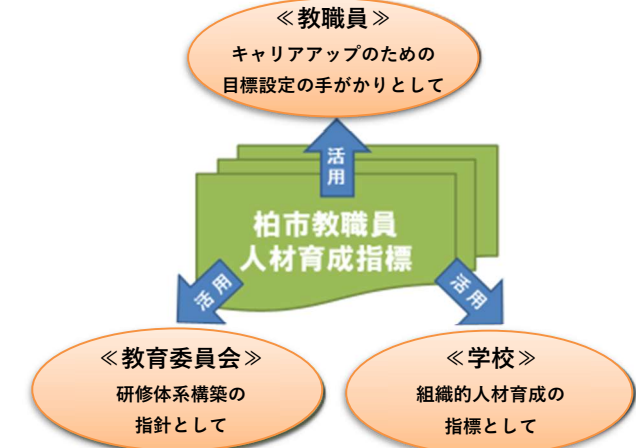 ≪教職員≫
キャリアアップのための
目標設定の手がかりとして
活用
柏市教職員
人材育成指標
活用
活用
≪教育委員会≫
研修体系構築の
指針として
≪学校≫
組織的人材育成の
指標として